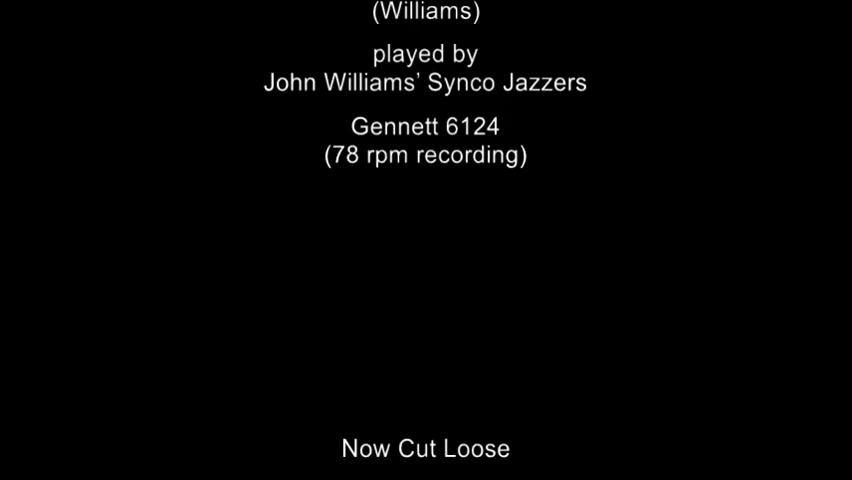 (Williams)
played by
John Williams’ Synco Jazzers
Gennett 6124
(78 rpm recording)
Now Cut Loose